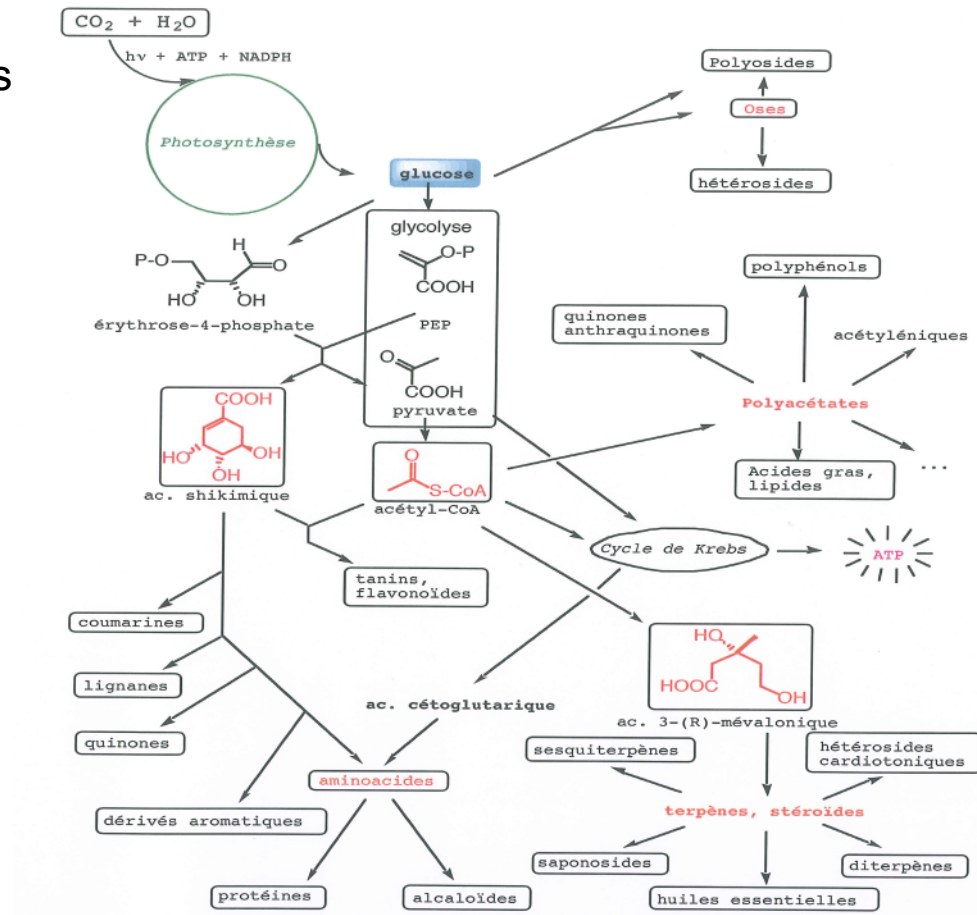 CO₂ + H₂O
s
hν + ATP + NADPH
Photosynthèse
Polyosides
Oses
hétérosides
glucose
glycolyse
O-P
COOH
PEP
O
COOH
pyruvate
P-O
H
O
HO
OH
érythrose-4-phosphate
polyphénols
quinones
anthraquinones
acétyléniques
Polyacétates
Acides gras,
lipides
...
COOH
HO
OH
OH
ac. shikimique
O
S-CoA
acétyl-CoA
Cycle de Krebs
ATP
tanins,
flavonoïdes
coumarines
lignanes
quinones
dérivés aromatiques
ac. cétoglutarique
aminoacides
protéines
alcaloïdes
HO
HOOC
OH
ac. 3-(R)-mévalonique
sesquiterpènes
hétérosides
cardiotoniques
terpènes, stéroïdes
saponosides
diterpènes
huiles essentielles